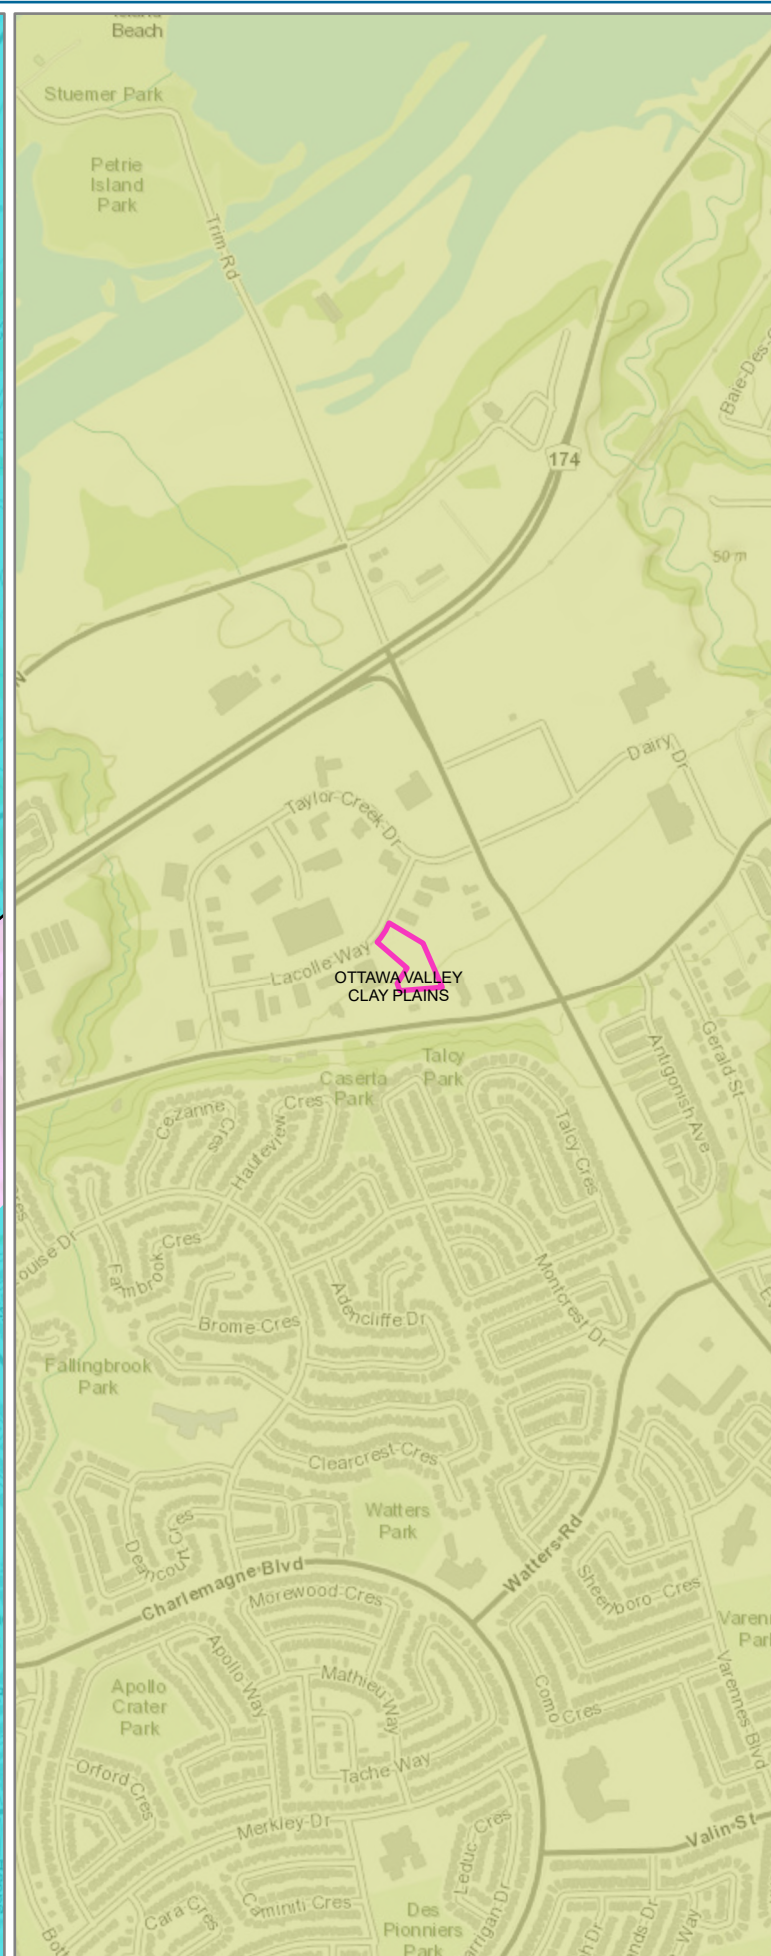 Beach
Stuemer Park
Petrie
Island
Park
Trim Rd
174
50 m
Dairy Dr
Taylor Creek Dr
Lacolle Way
OTTAWA VALLEY
CLAY PLAINS
Talcy
Park
Caserta
Park
Gerald St
Antigonish Ave
Cezanne
Cres
Hauteview
Cres
Talcy Cres
Cres
Montcrest Dr
Adencliffe Dr
Brome Cres
Fallingbrook
Park
Clearcrest Cres
Watters
Park
Watters Rd
Deancourt Cres
Charlemagne Blvd
Morewood Cres
Sheenboro Cres
Apollo Way
Mathieu Way
Apollo
Crater
Park
Como Cres
Varennes Blvd
Orford Cres
Tache Way
Merkley Dr
Leduc Cres
Valin St
Cara Cres
Caminiti Cres
Des
Pionniers
Park
Way